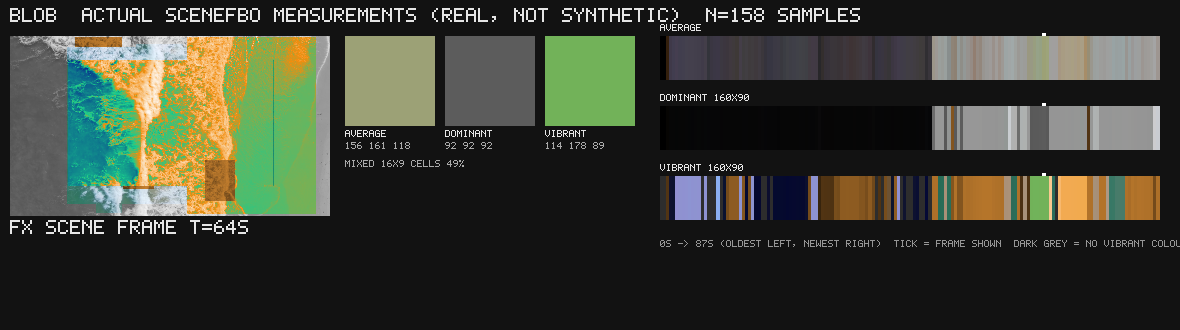 BLOB  ACTUAL SCENEFBO MEASUREMENTS (REAL, NOT SYNTHETIC)  N=158 SAMPLES
AVERAGE
DOMINANT 160X90
AVERAGE
156 161 118
DOMINANT
92 92 92
VIBRANT
114 178 89
MIXED 16X9 CELLS 49%
VIBRANT 160X90
FX SCENE FRAME T=64S
0S -> 87S (OLDEST LEFT, NEWEST RIGHT)  TICK = FRAME SHOWN  DARK GREY = NO VIBRANT COLOU